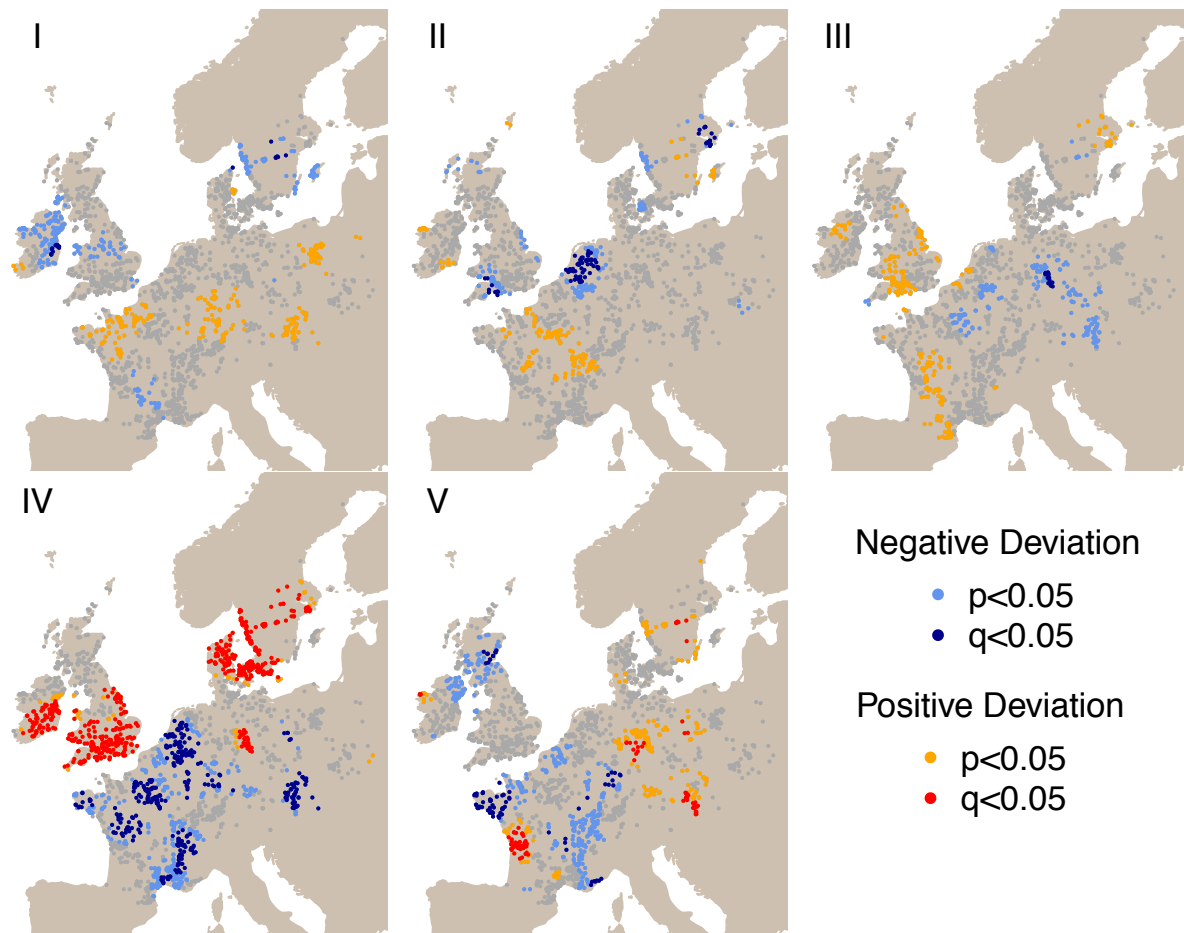 I
II
III
IV
V
Negative Deviation
p<0.05
q<0.05
Positive Deviation
p<0.05
q<0.05